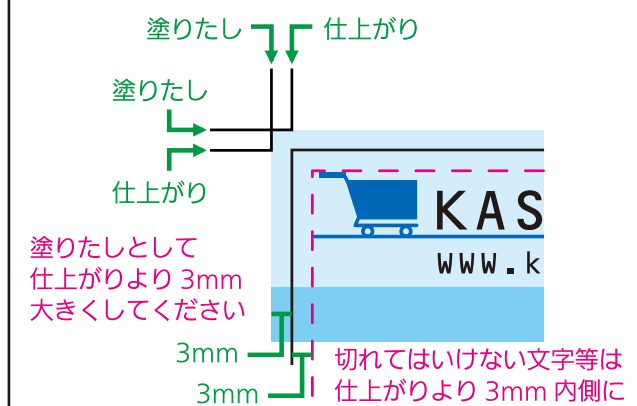 塗りたし
仕上がり
塗りたし
仕上がり
KAS
www.k
塗りたしとして
仕上がりより 3mm
大きくしてください
3mm
3mm
切れてはいけない文字等は
仕上がりより 3mm 内側に